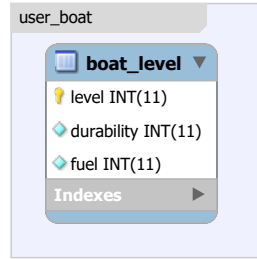 user_boat
boat_level
level INT(11)
durability INT(11)
fuel INT(11)
Indexes